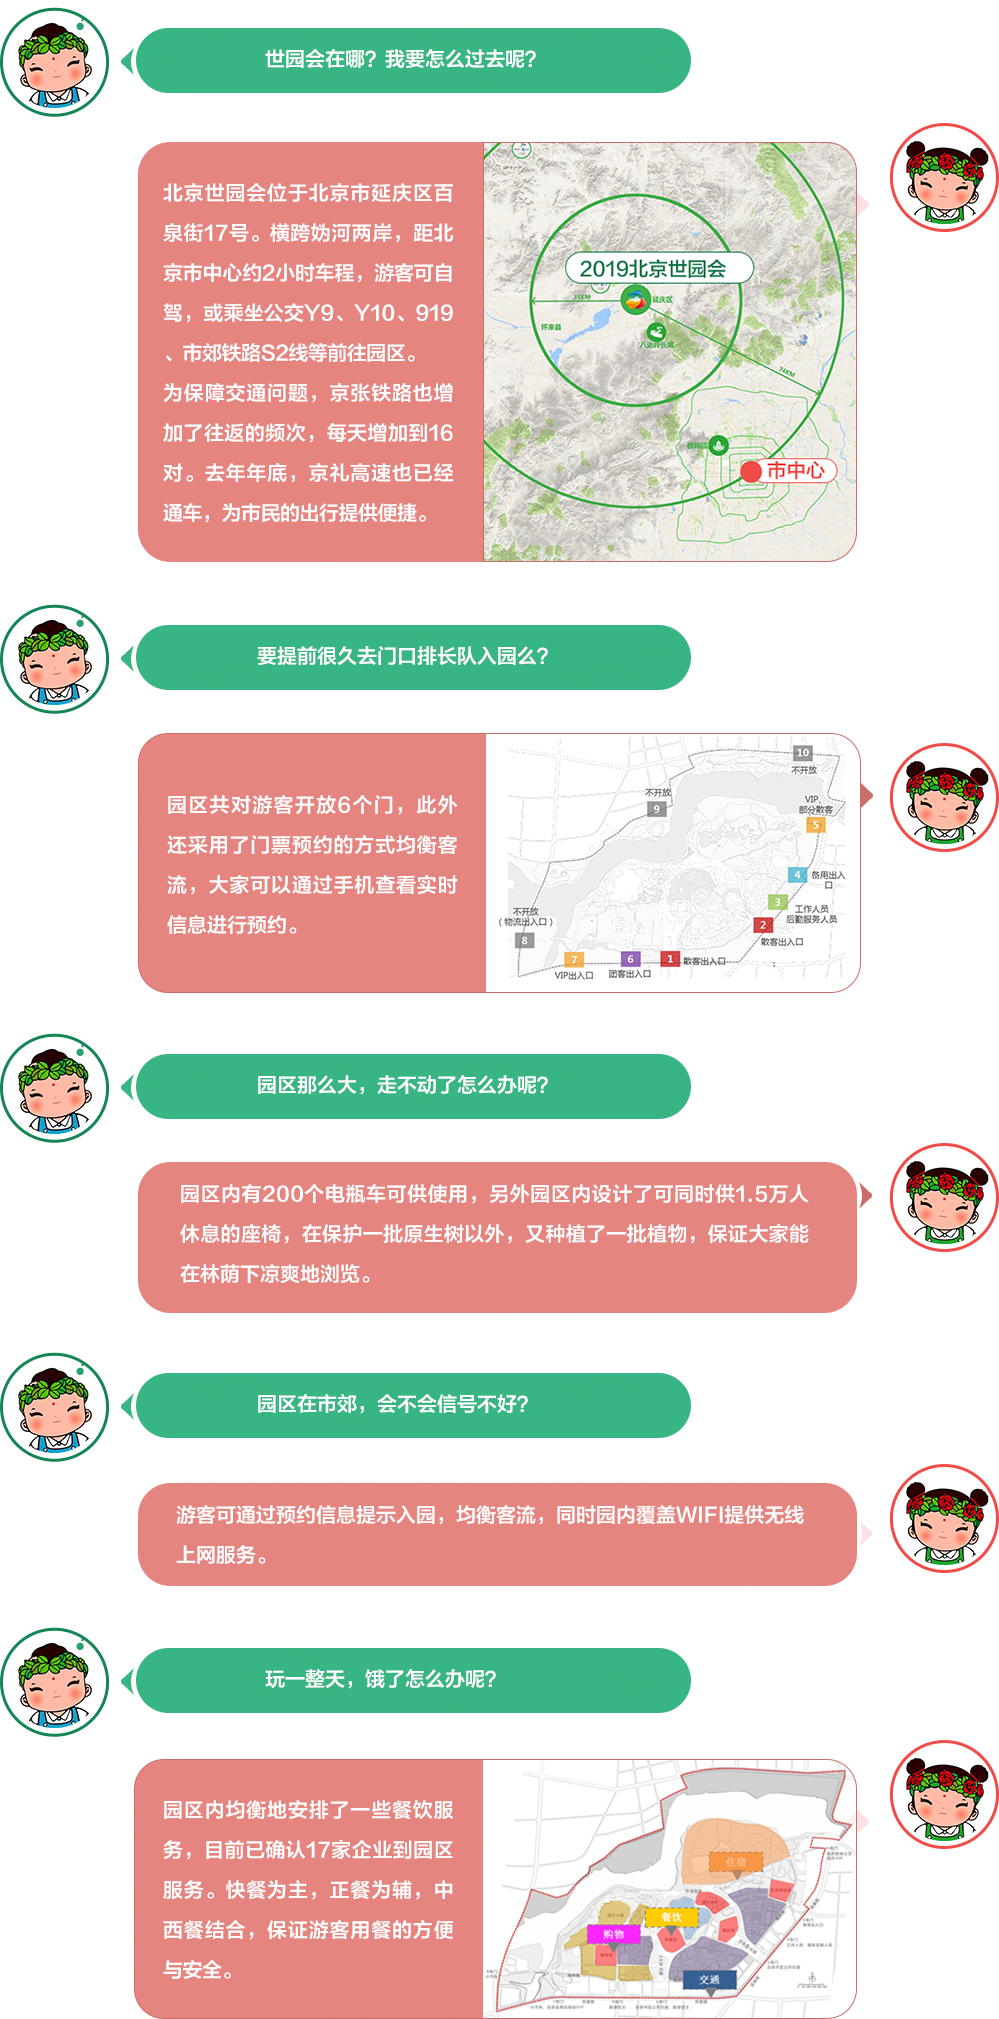 世园会在哪？我要怎么过去呢？
北京世园会位于北京市延庆区百
泉街17号。横跨妫河两岸，距北
京市中心约2小时车程，游客可自
驾，或乘坐公交Y9、Y10、919
、市郊铁路S2线等前往园区。
为保障交通问题，京张铁路也增
加了往返的频次，每天增加到16
对。去年年底，京礼高速也已经
通车，为市民的出行提供便捷。
2019北京世园会
35KM
延庆区
怀来县
八达岭长城
74KM
颐和园
市中心
要提前很久去门口排长队入园么？
园区共对游客开放6个门，此外
还采用了门票预约的方式均衡客
流，大家可以通过手机查看实时
信息进行预约。
10
不开放
不开放
9
VIP、
部分散客
5
4
备用出入
口
3
工作人员
后勤服务人员
2
散客出入口
不开放
（物流出入口）
8
7
VIP出入口
6
团客出入口
1
散客出入口
园区那么大，走不动了怎么办呢？
园区内有200个电瓶车可供使用，另外园区内设计了可同时供1.5万人
休息的座椅，在保护一批原生树以外，又种植了一批植物，保证大家能
在林荫下凉爽地浏览。
园区在市郊，会不会信号不好？
游客可通过预约信息提示入园，均衡客流，同时园内覆盖WIFI提供无线
上网服务。
玩一整天，饿了怎么办呢？
园区内均衡地安排了一些餐饮服
务，目前已确认17家企业到园区
服务。快餐为主，正餐为辅，中
西餐结合，保证游客用餐的方便
与安全。
住宿
餐饮
购物
交通